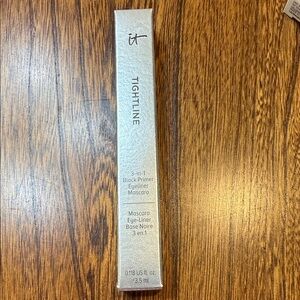 it
TIGHTLINE
3-in-1
Black Primer
Eyeliner
Mascara
Mascara
Eye-Liner
Base Noire
3 en 1
0.118 US fl. oz.
3.5 ml